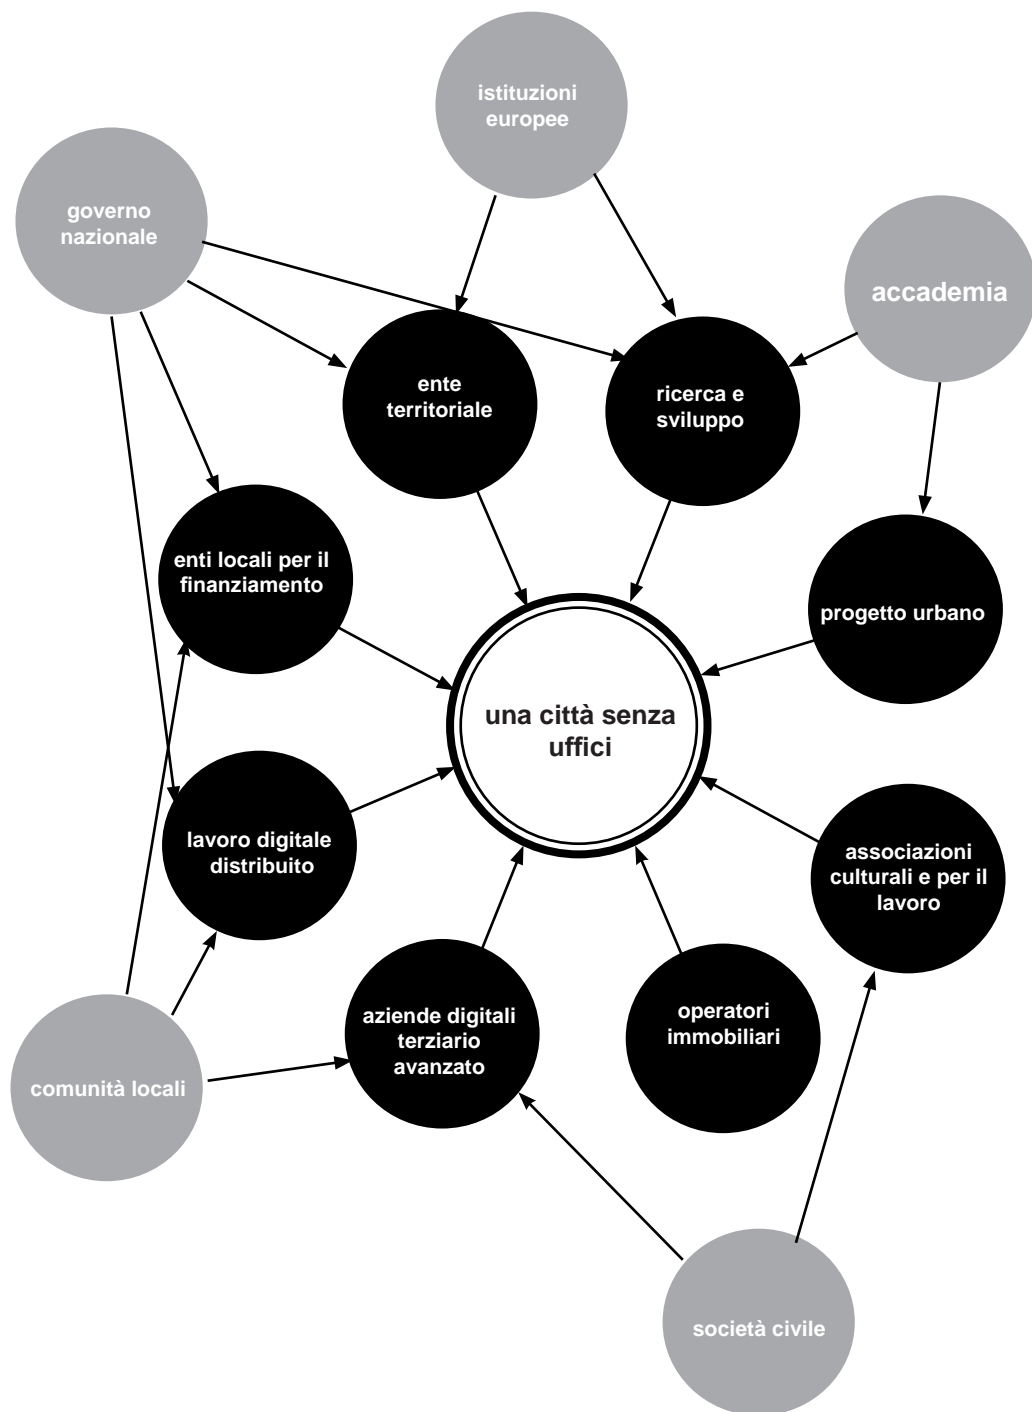 istituzioni
europee
governo
nazionale
accademia
ente
territoriale
ricerca e
sviluppo
enti locali per il
finanziamento
progetto urbano
una città senza
uffici
lavoro digitale
distribuito
associazioni
culturali e per il
lavoro
aziende digitali
terziario
avanzato
operatori
immobiliari
comunità locali
società civile